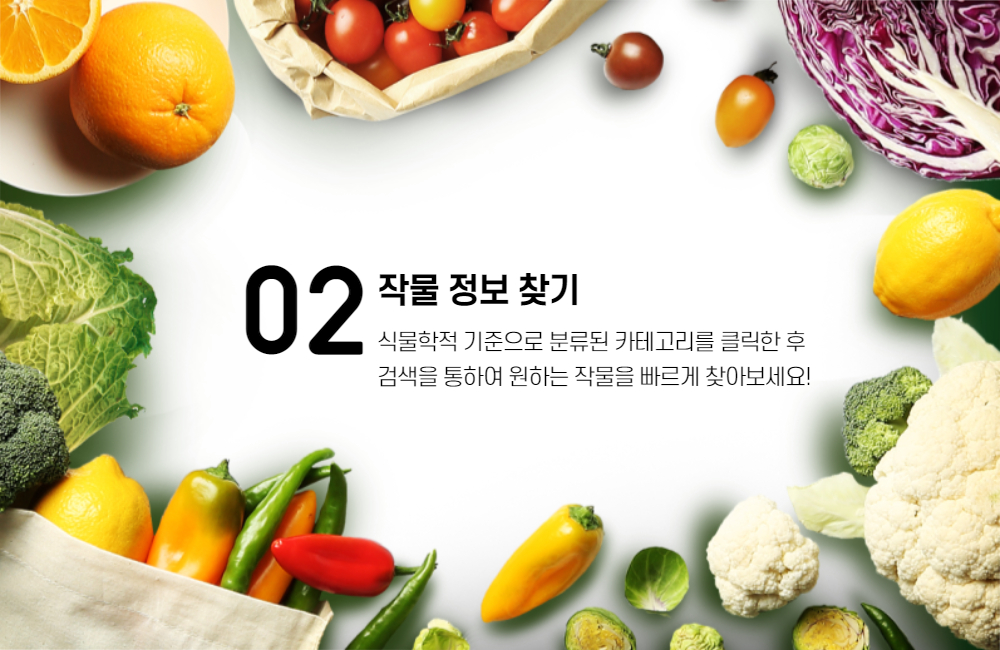 02 작물 정보 찾기
식물학적 기준으로 분류된 카테고리를 클릭한 후
검색을 통하여 원하는 작물을 빠르게 찾아보세요!